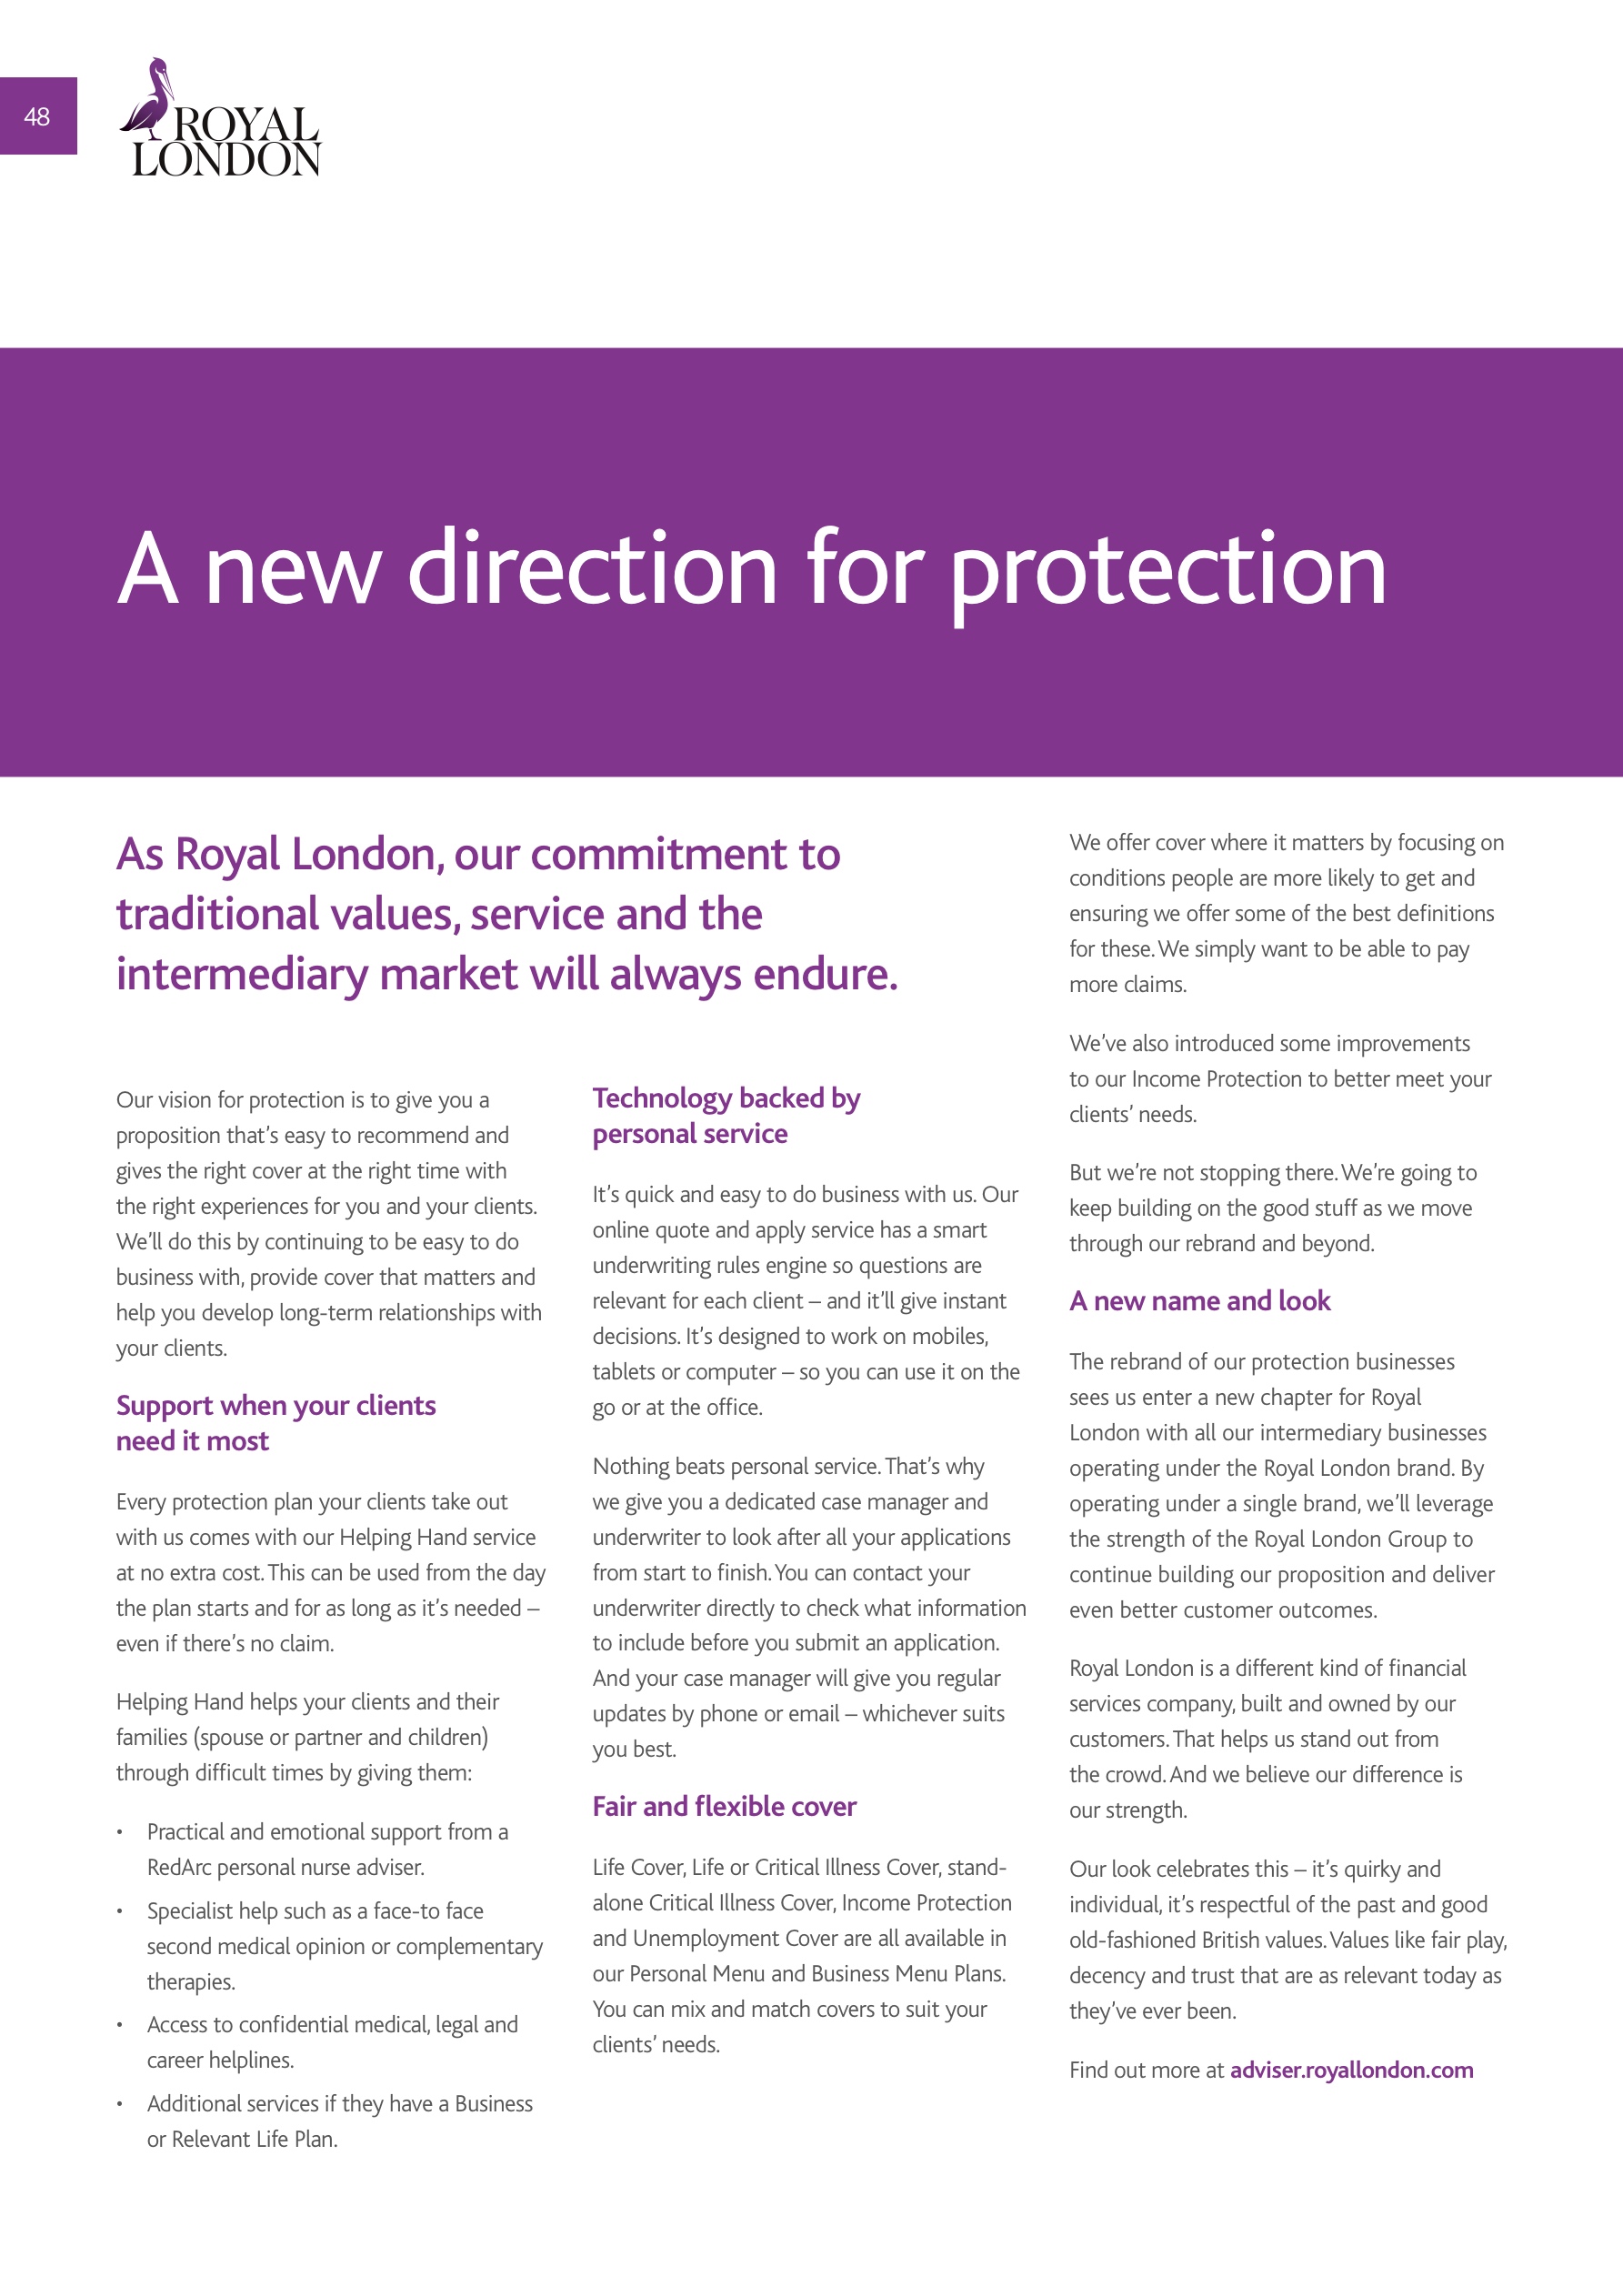 48
ROYAL
LONDON
A new direction for protection
As Royal London, our commitment to
traditional values, service and the
intermediary market will always endure.
Our vision for protection is to give you a
proposition that’s easy to recommend and
gives the right cover at the right time with
the right experiences for you and your clients.
We’ll do this by continuing to be easy to do
business with, provide cover that matters and
help you develop long-term relationships with
your clients.
Support when your clients
need it most
Every protection plan your clients take out
with us comes with our Helping Hand service
at no extra cost. This can be used from the day
the plan starts and for as long as it’s needed –
even if there’s no claim.
Helping Hand helps your clients and their
families (spouse or partner and children)
through difficult times by giving them:
• Practical and emotional support from a
RedArc personal nurse adviser.
• Specialist help such as a face-to face
second medical opinion or complementary
therapies.
• Access to confidential medical, legal and
career helplines.
• Additional services if they have a Business
or Relevant Life Plan.
Technology backed by
personal service
It’s quick and easy to do business with us. Our
online quote and apply service has a smart
underwriting rules engine so questions are
relevant for each client – and it’ll give instant
decisions. It’s designed to work on mobiles,
tablets or computer – so you can use it on the
go or at the office.
Nothing beats personal service. That’s why
we give you a dedicated case manager and
underwriter to look after all your applications
from start to finish. You can contact your
underwriter directly to check what information
to include before you submit an application.
And your case manager will give you regular
updates by phone or email – whichever suits
you best.
Fair and flexible cover
Life Cover, Life or Critical Illness Cover, stand-
alone Critical Illness Cover, Income Protection
and Unemployment Cover are all available in
our Personal Menu and Business Menu Plans.
You can mix and match covers to suit your
clients’ needs.
We offer cover where it matters by focusing on
conditions people are more likely to get and
ensuring we offer some of the best definitions
for these. We simply want to be able to pay
more claims.
We’ve also introduced some improvements
to our Income Protection to better meet your
clients’ needs.
But we’re not stopping there. We’re going to
keep building on the good stuff as we move
through our rebrand and beyond.
A new name and look
The rebrand of our protection businesses
sees us enter a new chapter for Royal
London with all our intermediary businesses
operating under the Royal London brand. By
operating under a single brand, we’ll leverage
the strength of the Royal London Group to
continue building our proposition and deliver
even better customer outcomes.
Royal London is a different kind of financial
services company, built and owned by our
customers. That helps us stand out from
the crowd. And we believe our difference is
our strength.
Our look celebrates this – it’s quirky and
individual, it’s respectful of the past and good
old-fashioned British values. Values like fair play,
decency and trust that are as relevant today as
they’ve ever been.
Find out more at adviser.royallondon.com